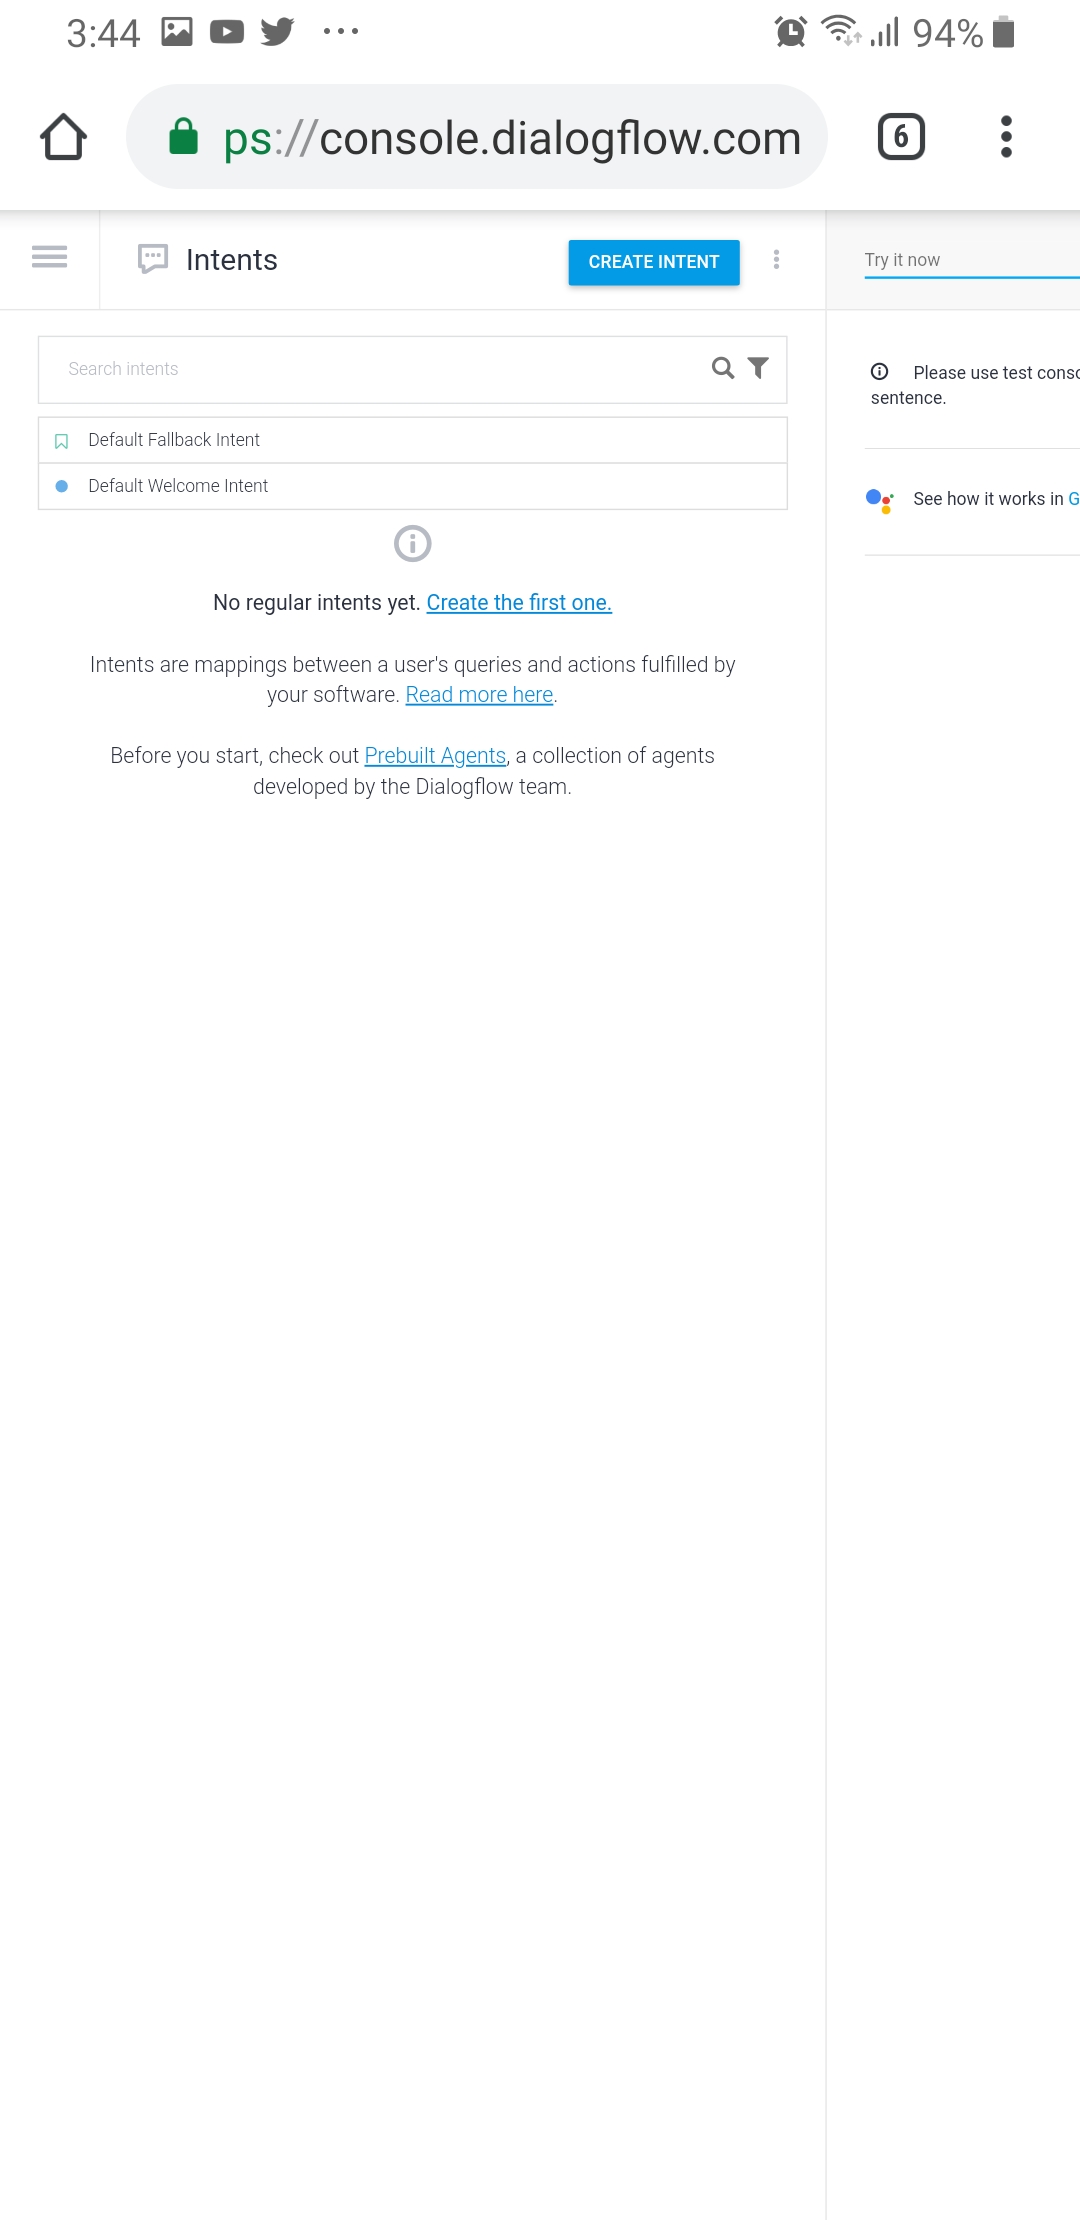 3:44
94%
ps://console.dialogflow.com
6
Intents
CREATE INTENT
Try it now
Search intents
Please use test conso
sentence.
Default Fallback Intent
Default Welcome Intent
See how it works in G
No regular intents yet. Create the first one.
Intents are mappings between a user's queries and actions fulfilled by
your software. Read more here.
Before you start, check out Prebuilt Agents, a collection of agents
developed by the Dialogflow team.